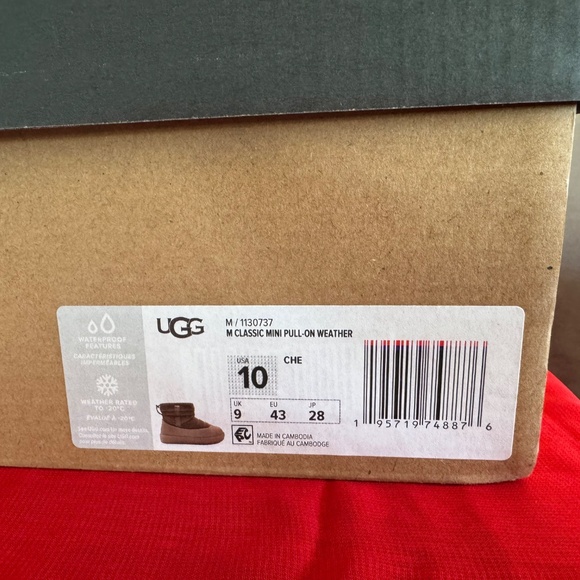 WATERPROOF
FEATURES
CARACTÉRISTIQUES
IMPERMÉABLES
WEATHER RATED
TO -20°C
UGG
M / 1130737
M CLASSIC MINI PULL-ON WEATHER
USA
10
CHE
UK EU JP
9 43 28
MADE IN CAMBODIA
FABRIQUÉ AU CAMBODGE
1 95719 74887 6